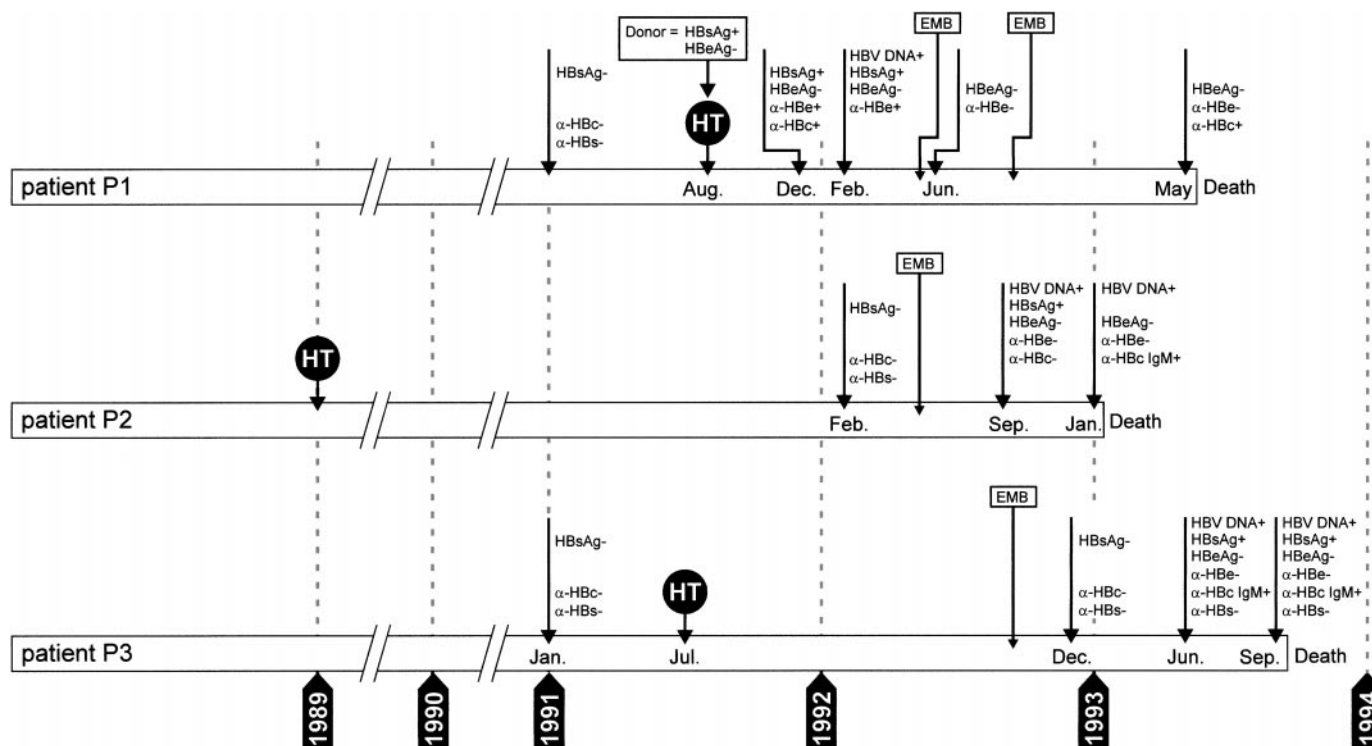 Donor = HBsAg+
HBeAg-
EMB
EMB
HBsAg-
α-HBc-
α-HBs-
HT
HBsAg+
HBeAg-
α-HBe+
α-HBc+
HBV DNA+
HBsAg+
HBeAg-
α-HBe+
HBeAg-
α-HBe-
HBeAg-
α-HBe-
α-HBc+
patient P1
Aug.
Dec.
Feb.
Jun.
May
Death
HT
EMB
HBsAg-
α-HBc-
α-HBs-
HBV DNA+
HBsAg+
HBeAg-
α-HBe-
α-HBc-
HBV DNA+
HBeAg-
α-HBe-
α-HBc IgM+
patient P2
Feb.
Sep.
Jan.
Death
EMB
HBsAg-
α-HBc-
α-HBs-
HT
HBsAg-
α-HBc-
α-HBs-
HBV DNA+
HBsAg+
HBeAg-
α-HBe-
α-HBc IgM+
α-HBs-
HBV DNA+
HBsAg+
HBeAg-
α-HBe-
α-HBc IgM+
α-HBs-
patient P3
Jan.
Jul.
Dec.
Jun.
Sep.
Death
1989
1990
1991
1992
1993
1994